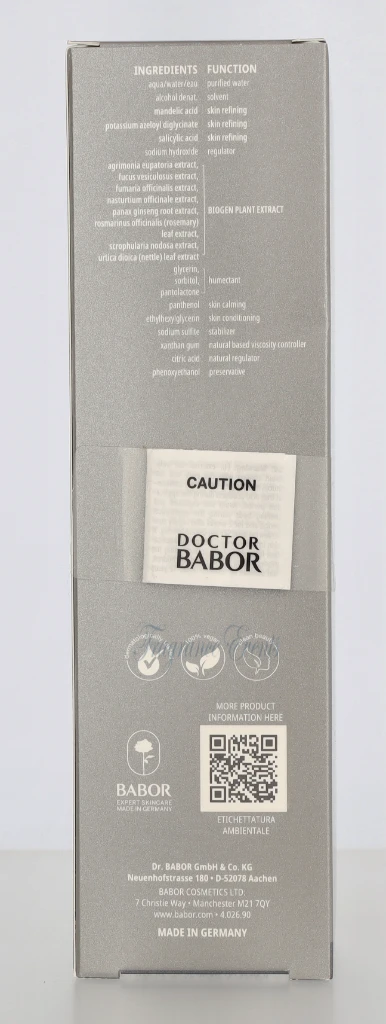 INGREDIENTS FUNCTION
aqua/water/eau purified water
alcohol denat. solvent
mandelic acid skin refining
potassium azeloyl diglycinate skin refining
salicylic acid skin refining
sodium hydroxide regulator
agrimonia eupatoria extract,
fucus vesiculosus extract,
fumaria officinalis extract,
nasturtium officinale extract,
panax ginseng root extract, BIOGEN PLANT EXTRACT
rosmarinus officinalis (rosemary)
leaf extract,
scrophularia nodosa extract,
urtica dioica (nettle) leaf extract
glycerin,
sorbitol, humectant
pantolactone
panthenol skin calming
ethylhexylglycerin skin conditioning
sodium sulfite stabilizer
xanthan gum natural based viscosity controller
citric acid natural regulator
phenoxyethanol preservative
CAUTION
DOCTOR
BABOR
Fragrance Events
MORE PRODUCT
INFORMATION HERE
BABOR
EXPERT SKINCARE
MADE IN GERMANY
ETICHETTATURA
AMBIENTALE
Dr. BABOR GmbH & Co. KG
Neuenhofstrasse 180 • D-52078 Aachen
BABOR COSMETICS LTD.
7 Christie Way • Manchester M21 7QY
www.babor.com • 4.026.90
MADE IN GERMANY